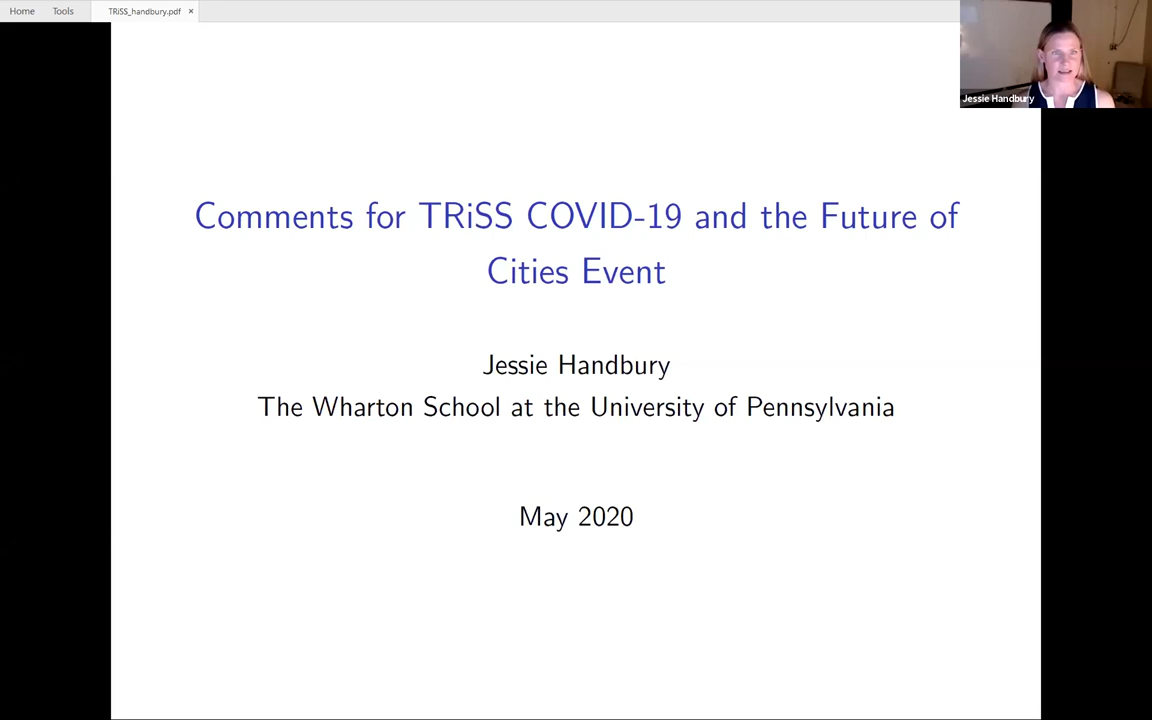 Home Tools TRiSS_handbury.pdf ×
Jessie Handbury
Comments for TRiSS COVID-19 and the Future of
Cities Event
Jessie Handbury
The Wharton School at the University of Pennsylvania
May 2020